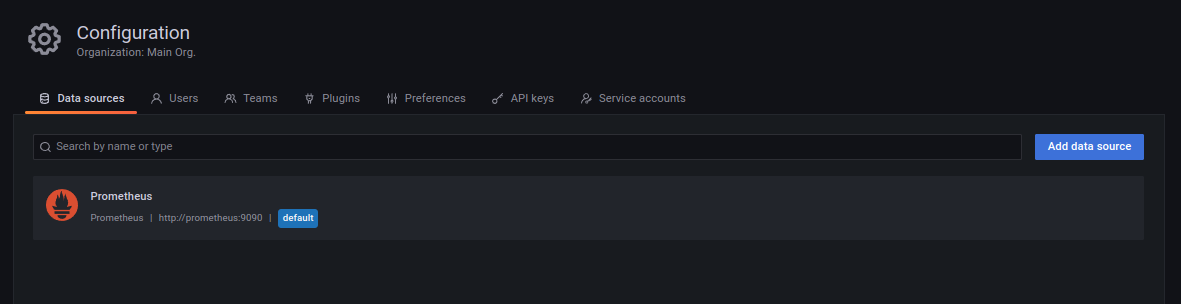 Configuration
Organization: Main Org.
Data sources Users Teams Plugins Preferences API keys Service accounts
Search by name or type Add data source
Prometheus
Prometheus | http://prometheus:9090 | default